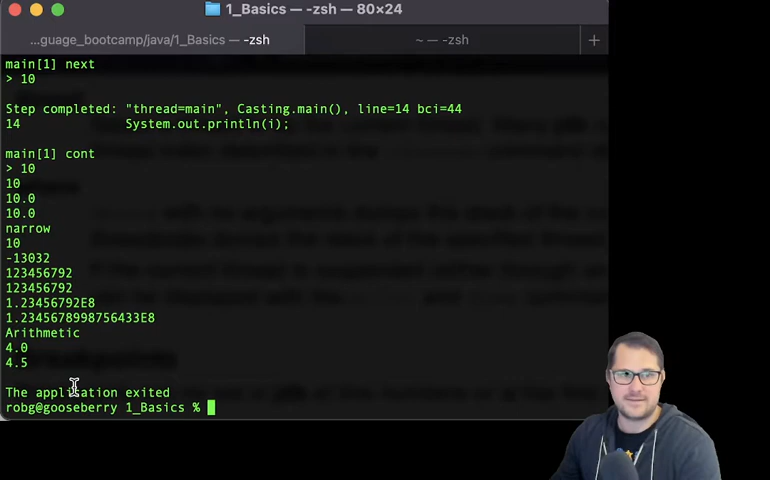 1_Basics — -zsh — 80×24
...guage_bootcamp/java/1_Basics — -zsh
~ — -zsh
+
main[1] next
> 10
Step completed: "thread=main", Casting.main(), line=14 bci=44
14 System.out.println(i);
main[1] cont
> 10
10
10.0
10.0
narrow
10
-13032
123456792
123456792
1.23456792E8
1.2345678998756433E8
Arithmetic
4.0
4.5
The application exited
robg@gooseberry 1_Basics %